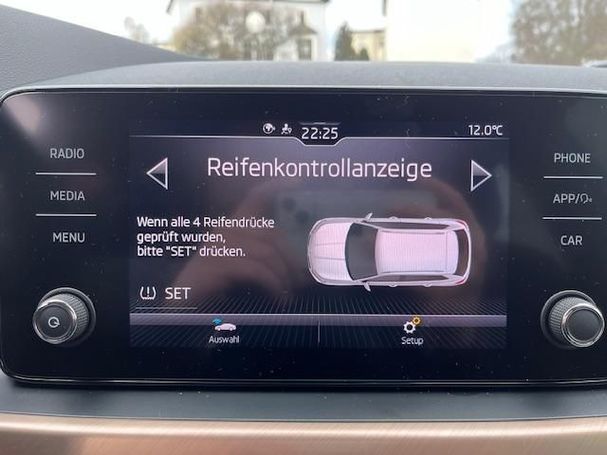 22:25
12.0°C
RADIO
MEDIA
MENU
Reifenkontrollanzeige
Wenn alle 4 Reifendrücke
geprüft wurden,
bitte "SET" drücken.
SET
Auswahl
Setup
PHONE
APP/
CAR